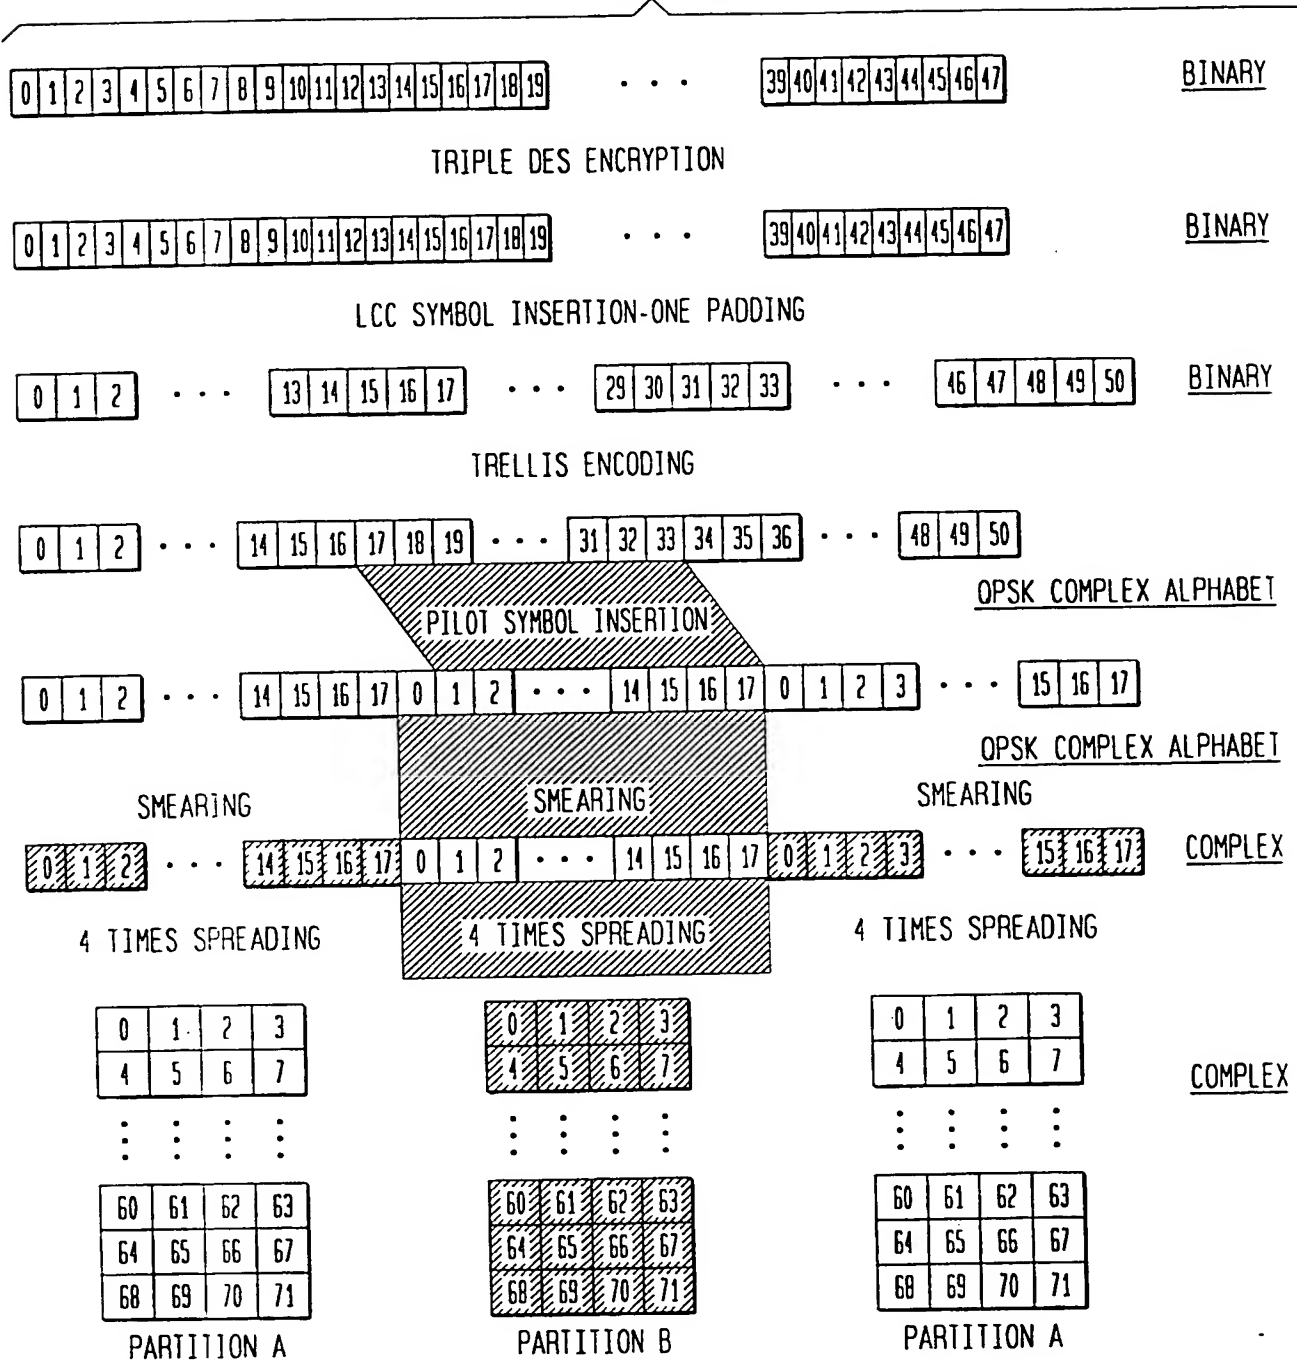 0 1 2 3 4 5 6 7 8 9 10 11 12 13 14 15 16 17 18 19 · · · 39 40 41 42 43 44 45 46 47 BINARY
TRIPLE DES ENCRYPTION
0 1 2 3 4 5 6 7 8 9 10 11 12 13 14 15 16 17 18 19 · · · 39 40 41 42 43 44 45 46 47 BINARY
LCC SYMBOL INSERTION-ONE PADDING
0 1 2 · · · 13 14 15 16 17 · · · 29 30 31 32 33 · · · 46 47 48 49 50 BINARY
TRELLIS ENCODING
0 1 2 · · · 14 15 16 17 18 19 · · · 31 32 33 34 35 36 · · · 48 49 50
QPSK COMPLEX ALPHABET
PILOT SYMBOL INSERTION
0 1 2 · · · 14 15 16 17 0 1 2 · · · 14 15 16 17 0 1 2 3 · · · 15 16 17
QPSK COMPLEX ALPHABET
SMEARING SMEARING SMEARING
0 1 2 · · · 14 15 16 17 0 1 2 · · · 14 15 16 17 0 1 2 3 · · · 15 16 17 COMPLEX
4 TIMES SPREADING 4 TIMES SPREADING 4 TIMES SPREADING
0 1 2 3 0 1 2 3 0 1 2 3
4 5 6 7 4 5 6 7 4 5 6 7 COMPLEX
60 61 62 63 60 61 62 63 60 61 62 63
64 65 66 67 64 65 66 67 64 65 66 67
68 69 70 71 68 69 70 71 68 69 70 71
PARTITION A PARTITION B PARTITION A